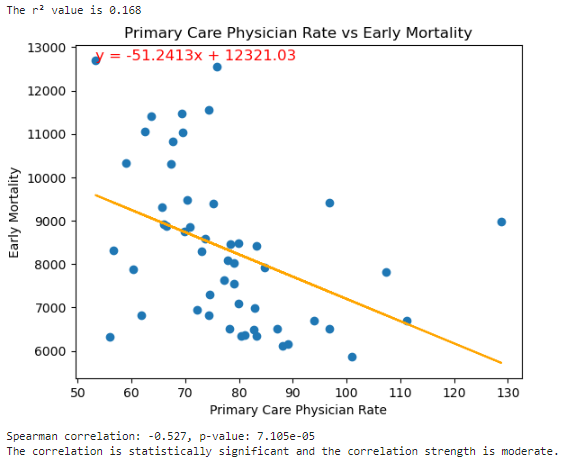 The r² value is 0.168
Primary Care Physician Rate vs Early Mortality
y = -51.2413x + 12321.03
13000
12000
11000
10000
9000
8000
7000
6000
Early Mortality
50 60 70 80 90 100 110 120 130
Primary Care Physician Rate
Spearman correlation: -0.527, p-value: 7.105e-05
The correlation is statistically significant and the correlation strength is moderate.